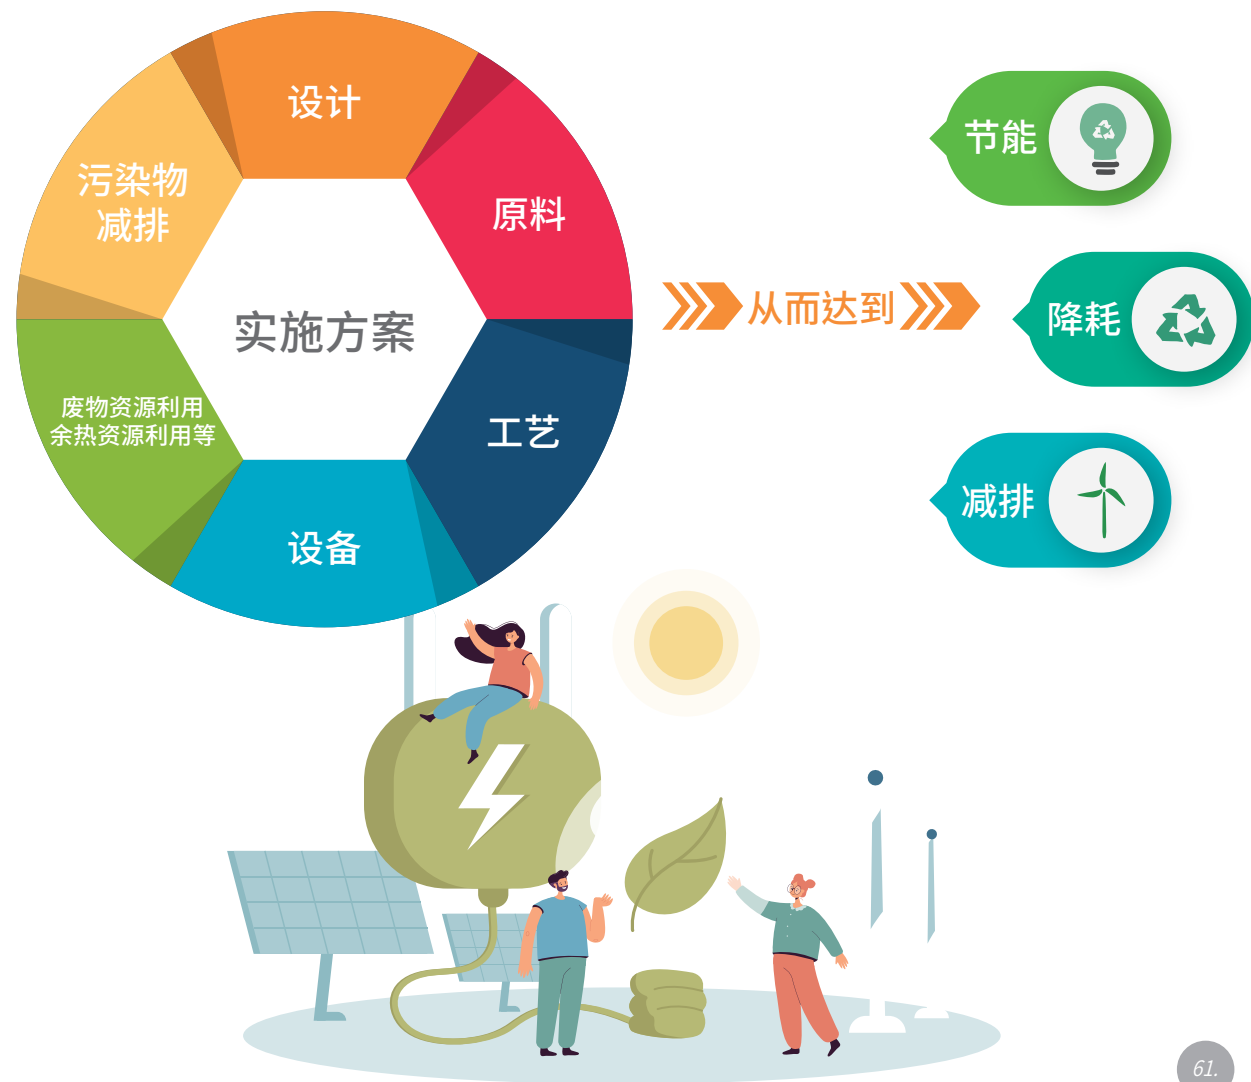 设计
原料
工艺
设备
废物资源利用
余热资源利用等
污染物
减排
实施方案
从而达到
节能
降耗
减排
61.